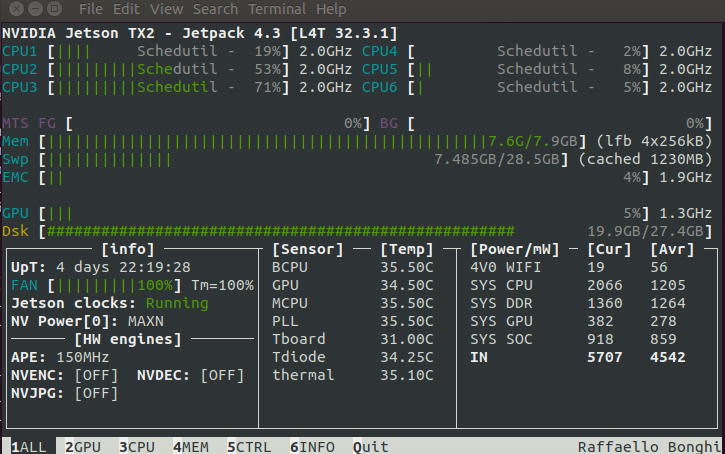 File Edit View Search Terminal Help
NVIDIA Jetson TX2 - Jetpack 4.3 [L4T 32.3.1]
CPU1 [|||| Schedutil - 19%] 2.0GHz CPU4 [ Schedutil - 2%] 2.0GHz
CPU2 [|||||||||Schedutil - 53%] 2.0GHz CPU5 [|| Schedutil - 8%] 2.0GHz
CPU3 [|||||||||Schedutil - 71%] 2.0GHz CPU6 [| Schedutil - 5%] 2.0GHz
MTS FG [ 0%] BG [ 0%]
Mem [|||||||||||||||||||||||||||||||||||||||||||||||||7.6G/7.9GB] (lfb 4x256kB)
Swp [|||||||||||||| 7.485GB/28.5GB] (cached 1230MB)
EMC [|| 4%] 1.9GHz
GPU [||| 5%] 1.3GHz
Dsk [#################################################### 19.9GB/27.4GB]
[info] [Sensor] [Temp] [Power/mW] [Cur] [Avr]
UpT: 4 days 22:19:28 BCPU 35.50C 4V0 WIFI 19 56
FAN [|||||||||100%] Tm=100% GPU 34.50C SYS CPU 2066 1205
Jetson clocks: Running MCPU 35.50C SYS DDR 1360 1264
NV Power[0]: MAXN PLL 35.50C SYS GPU 382 278
[HW engines] Tboard 31.00C SYS SOC 918 859
APE: 150MHz Tdiode 34.25C IN 5707 4542
NVENC: [OFF] NVDEC: [OFF] thermal 35.10C
NVJPG: [OFF]
1ALL 2GPU 3CPU 4MEM 5CTRL 6INFO Quit Raffaello Bonghi